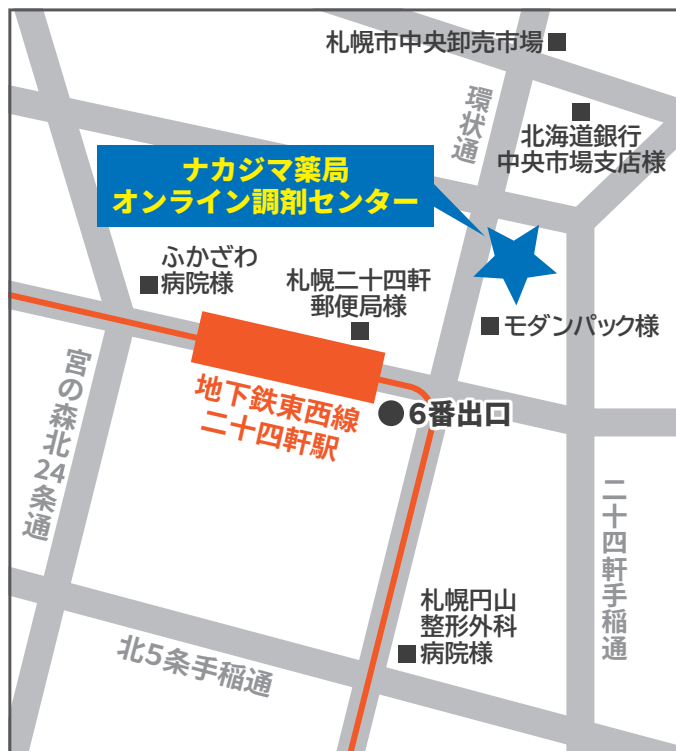 札幌市中央卸売市場
環状通
北海道銀行
中央市場支店様
ナカジマ薬局
オンライン調剤センター
ふかざわ
病院様
札幌二十四軒
郵便局様
モダンパック様
地下鉄東西線
二十四軒駅
6番出口
宮の森北24条通
二十四軒手稲通
札幌円山
整形外科
病院様
北5条手稲通